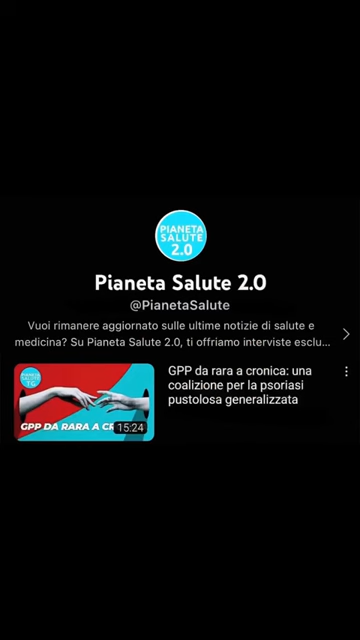 PIANETA
SALUTE
2.0
Pianeta Salute 2.0
@PianetaSalute
Vuoi rimanere aggiornato sulle ultime notizie di salute e
medicina? Su Pianeta Salute 2.0, ti offriamo interviste esclu...
PIANETA
SALUTE
TG
GPP DA RARA A CR
15:24
GPP da rara a cronica: una
coalizione per la psoriasi
pustolosa generalizzata